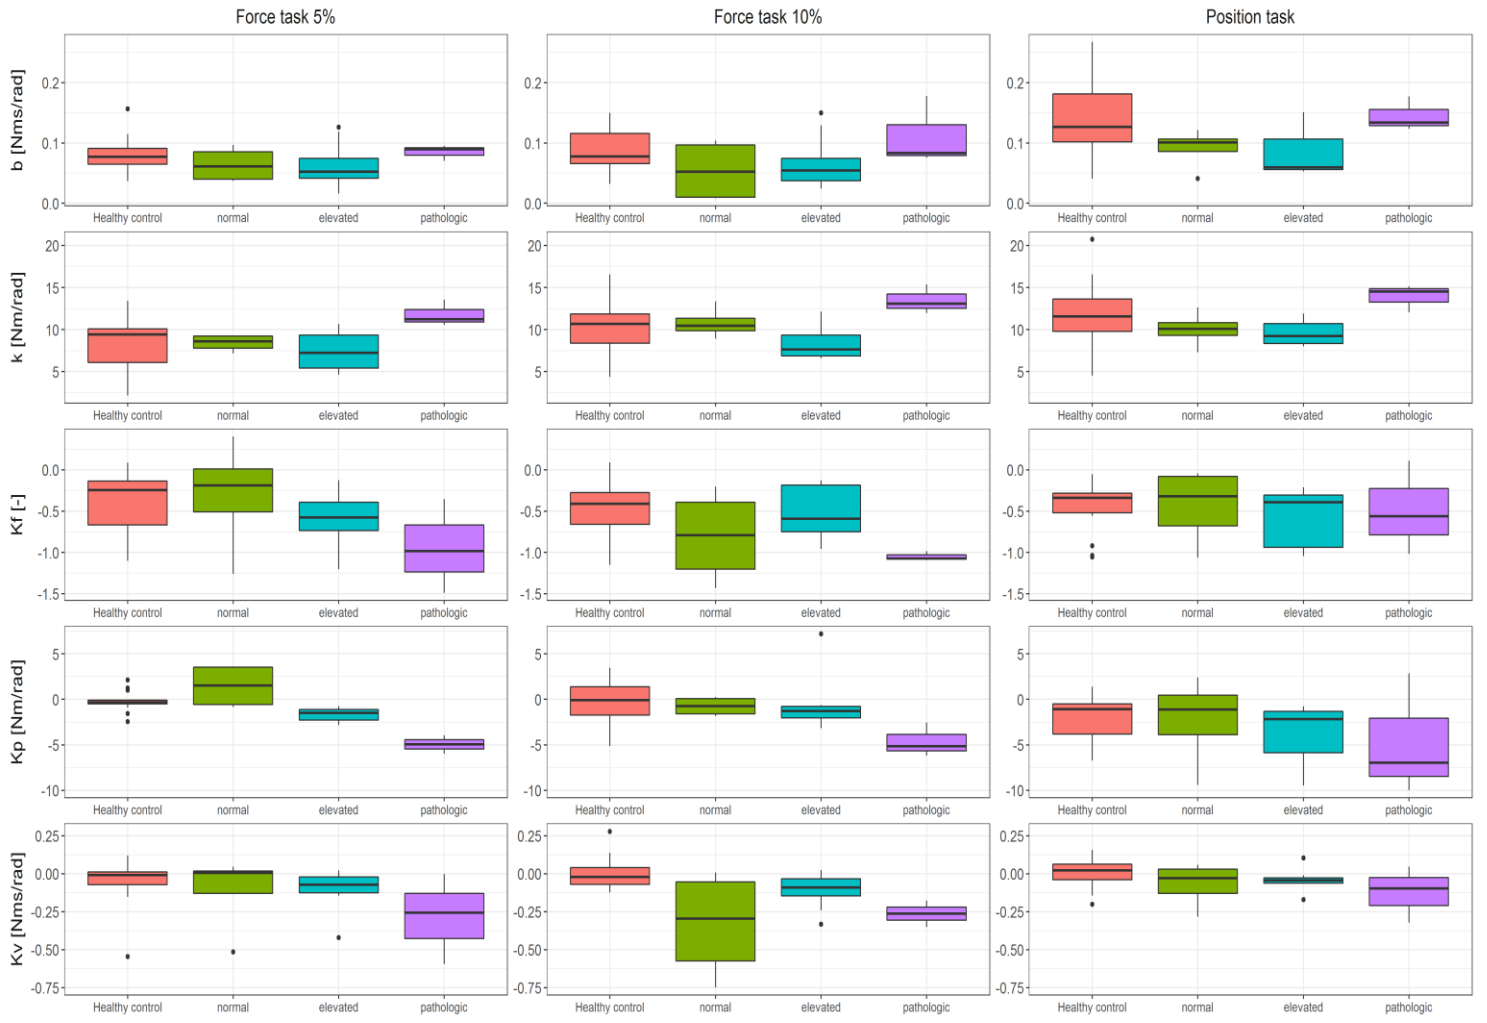 Force task 5% Force task 10% Position task
b [Nms/rad]
0.2 0.2 0.2
0.1 0.1 0.1
0.0 0.0 0.0
Healthy control normal elevated pathologic Healthy control normal elevated pathologic Healthy control normal elevated pathologic
k [Nm/rad]
20 20 20
15 15 15
10 10 10
5 5 5
Healthy control normal elevated pathologic Healthy control normal elevated pathologic Healthy control normal elevated pathologic
Kf [-]
0.0 0.0 0.0
-0.5 -0.5 -0.5
-1.0 -1.0 -1.0
-1.5 -1.5 -1.5
Healthy control normal elevated pathologic Healthy control normal elevated pathologic Healthy control normal elevated pathologic
Kp [Nm/rad]
5 5 5
0 0 0
-5 -5 -5
-10 -10 -10
Healthy control normal elevated pathologic Healthy control normal elevated pathologic Healthy control normal elevated pathologic
Kv [Nms/rad]
0.25 0.25 0.25
0.00 0.00 0.00
-0.25 -0.25 -0.25
-0.50 -0.50 -0.50
-0.75 -0.75 -0.75
Healthy control normal elevated pathologic Healthy control normal elevated pathologic Healthy control normal elevated pathologic